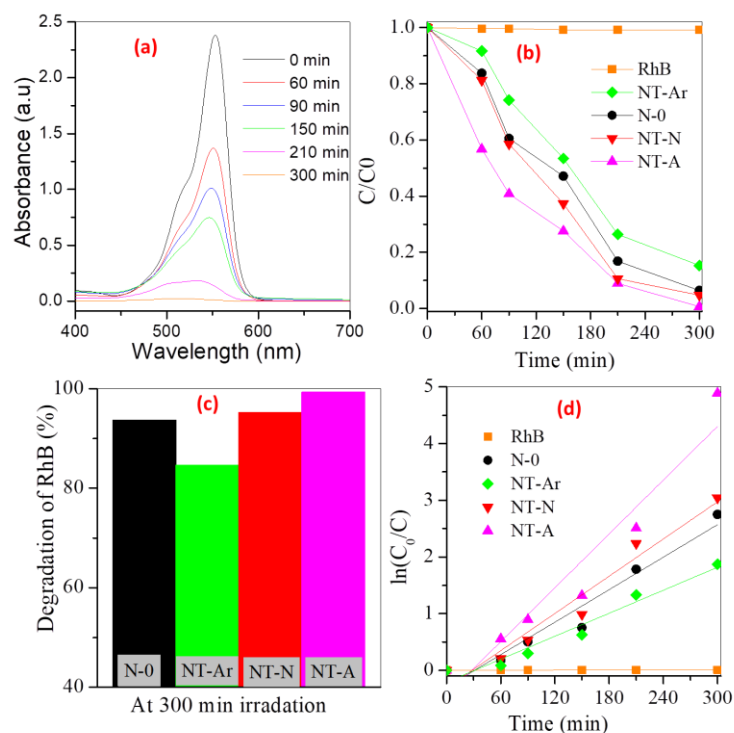 (a)
2.5
2.0
1.5
1.0
0.5
0.0
Absorbance (a.u)
0 min
60 min
90 min
150 min
210 min
300 min
400
500
600
700
Wavelength (nm)
(b)
1.0
0.8
0.6
0.4
0.2
0.0
C/C0
RhB
NT-Ar
N-0
NT-N
NT-A
0
60
120
180
240
300
Time (min)
(c)
100
80
60
40
Degradation of RhB (%)
N-0
NT-Ar
NT-N
NT-A
At 300 min irradation
(d)
5
4
3
2
1
0
ln(C₀/C)
RhB
N-0
NT-Ar
NT-N
NT-A
0
60
120
180
240
300
Time (min)